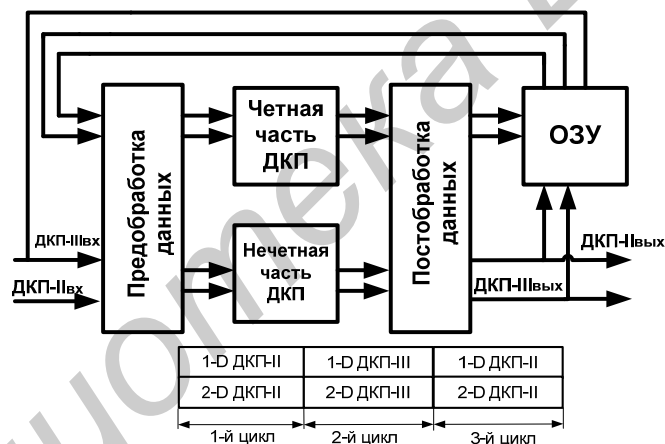 Предобработка данных
Четная
часть
ДКП
Нечетная
часть
ДКП
Постобработка данных
ОЗУ
ДКП-IIIвх
ДКП-IIвх
ДКП-IIвых
ДКП-IIIвых
1-D ДКП-II 1-D ДКП-III 1-D ДКП-II
2-D ДКП-II 2-D ДКП-III 2-D ДКП-II
1-й цикл 2-й цикл 3-й цикл